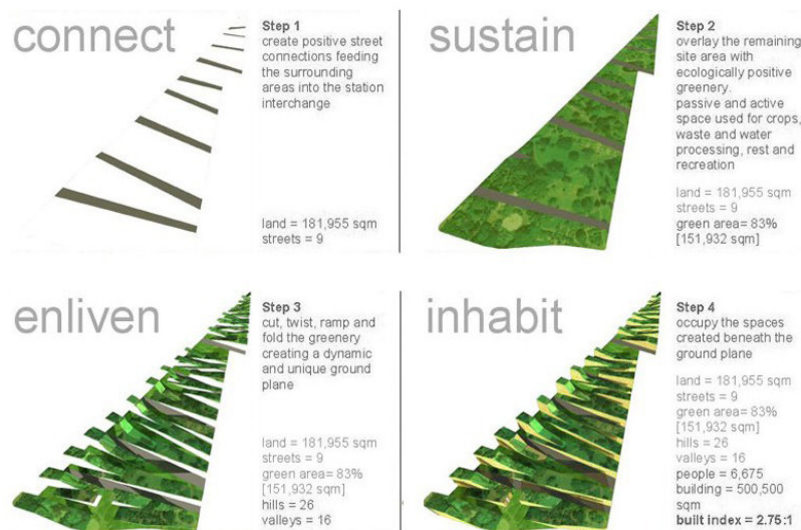 connect
Step 1
create positive street
connections feeding
the surrounding
areas into the station
interchange
land = 181,955 sqm
streets = 9
sustain
Step 2
overlay the remaining
site area with
ecologically positive
greenery.
passive and active
space used for crops,
waste and water
processing, rest and
recreation
land = 181,955 sqm
streets = 9
green area= 83%
[151,932 sqm]
enliven
Step 3
cut, twist, ramp and
fold the greenery
creating a dynamic
and unique ground
plane
land = 181,955 sqm
streets = 9
green area= 83%
[151,932 sqm]
hills = 26
valleys = 16
inhabit
Step 4
occupy the spaces
created beneath the
ground plane
land = 181,955 sqm
streets = 9
green area= 83%
[151,932 sqm]
hills = 26
valleys = 16
people = 6,675
building = 500,500
sqm
built index = 2.75:1